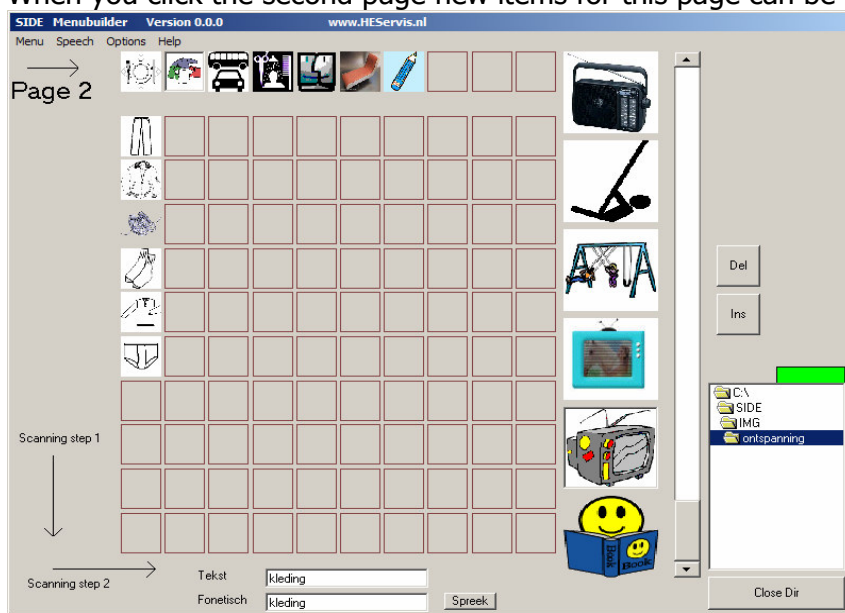 When you click the second page new items for this page can be
SIDE Menubuilder Version 0.0.0 www.HEServis.nl
Menu Speech Options Help
Page 2
C:\
SIDE
IMG
ontspanning
Del
Ins
Scanning step 1
Scanning step 2
Tekst kleding
Fonetisch kleding Spreek
Close Dir
Book
Book